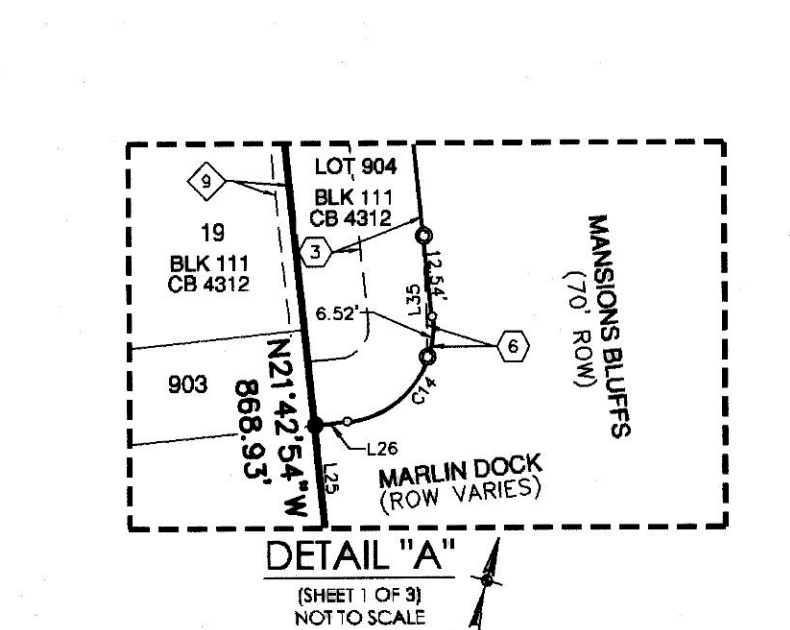 LOT 904
BLK 111
CB 4312
9
19
BLK 111
CB 4312
3
12.54'
L35
6.52'
6
MANSIONS BLUFFS
(70' ROW)
903
N21°42'54"W
868.93'
C14
L26
L25
MARLIN DOCK
(ROW VARIES)
DETAIL "A"
(SHEET 1 OF 3)
NOT TO SCALE